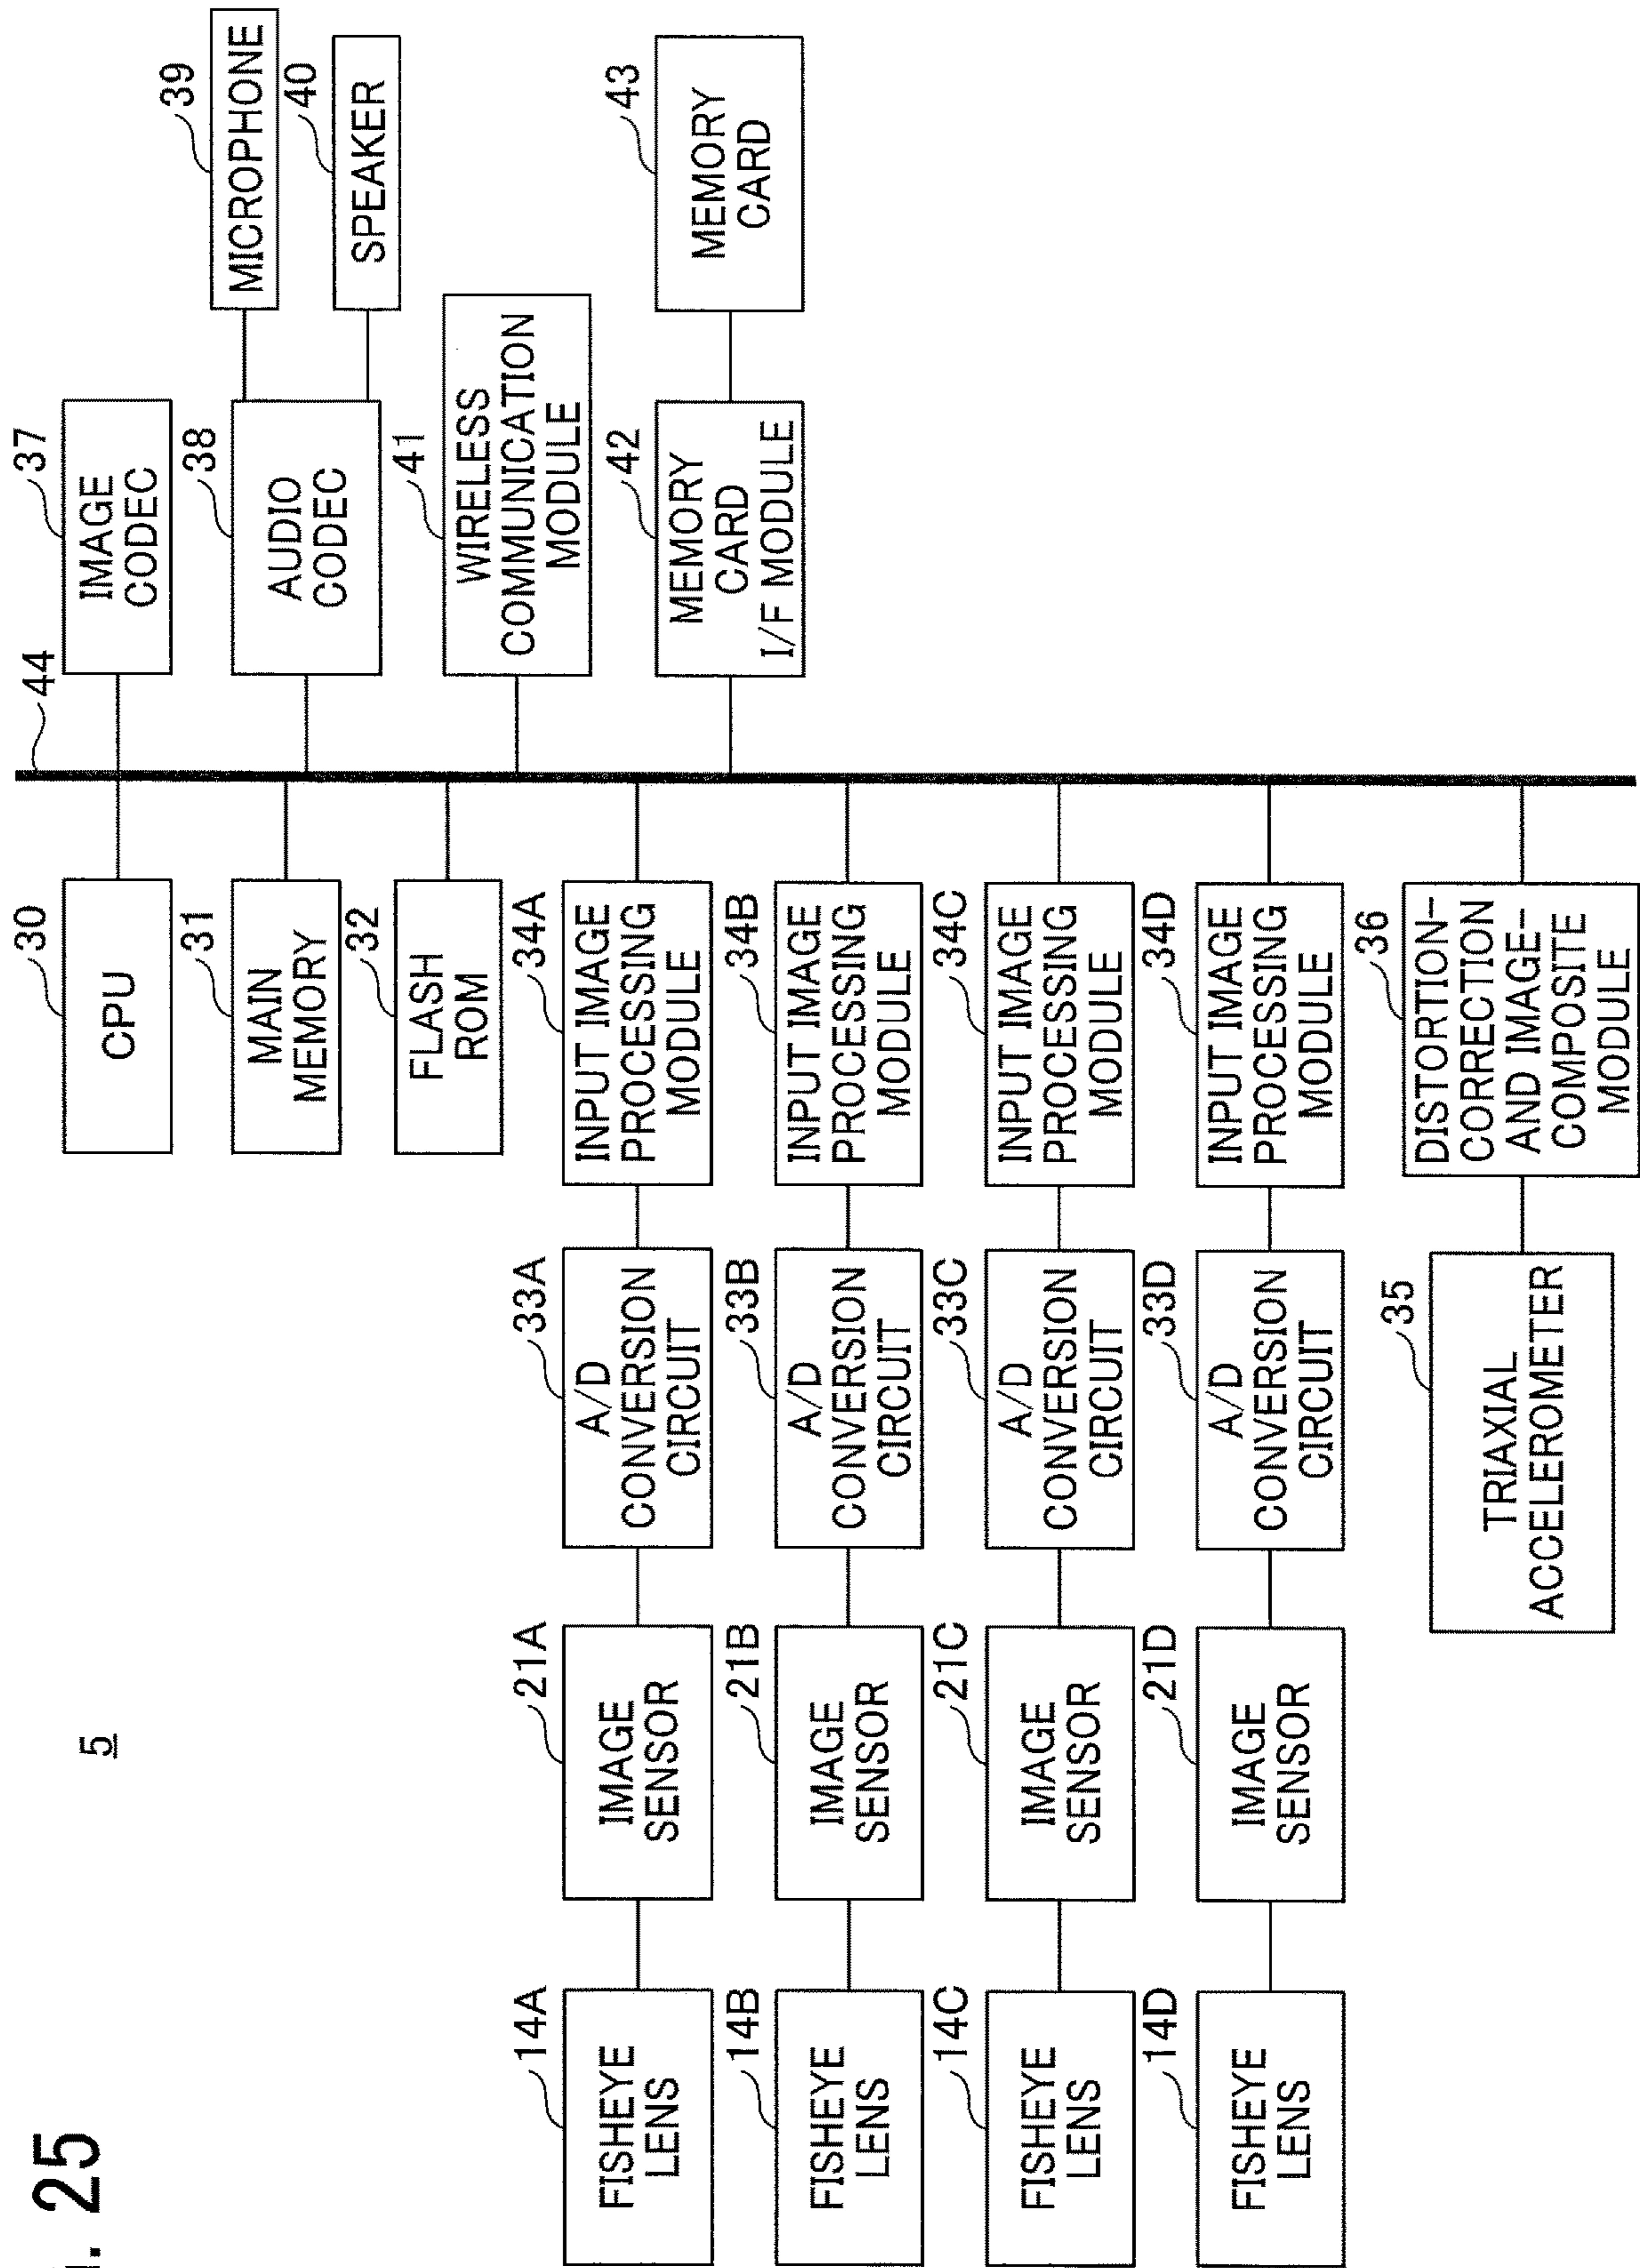 . 25
5
30
CPU
31
MAIN
MEMORY
32
FLASH
ROM
14A
FISHEYE
LENS
21A
IMAGE
SENSOR
33A
A/D
CONVERSION
CIRCUIT
34A
INPUT IMAGE
PROCESSING
MODULE
14B
FISHEYE
LENS
21B
IMAGE
SENSOR
33B
A/D
CONVERSION
CIRCUIT
34B
INPUT IMAGE
PROCESSING
MODULE
14C
FISHEYE
LENS
21C
IMAGE
SENSOR
33C
A/D
CONVERSION
CIRCUIT
34C
INPUT IMAGE
PROCESSING
MODULE
14D
FISHEYE
LENS
21D
IMAGE
SENSOR
33D
A/D
CONVERSION
CIRCUIT
34D
INPUT IMAGE
PROCESSING
MODULE
35
TRIAXIAL
ACCELEROMETER
36
DISTORTION-
CORRECTION
AND IMAGE-
COMPOSITE
MODULE
44
37
IMAGE
CODEC
38
AUDIO
CODEC
39
MICROPHONE
40
SPEAKER
41
WIRELESS
COMMUNICATION
MODULE
42
MEMORY
CARD
I/F MODULE
43
MEMORY
CARD